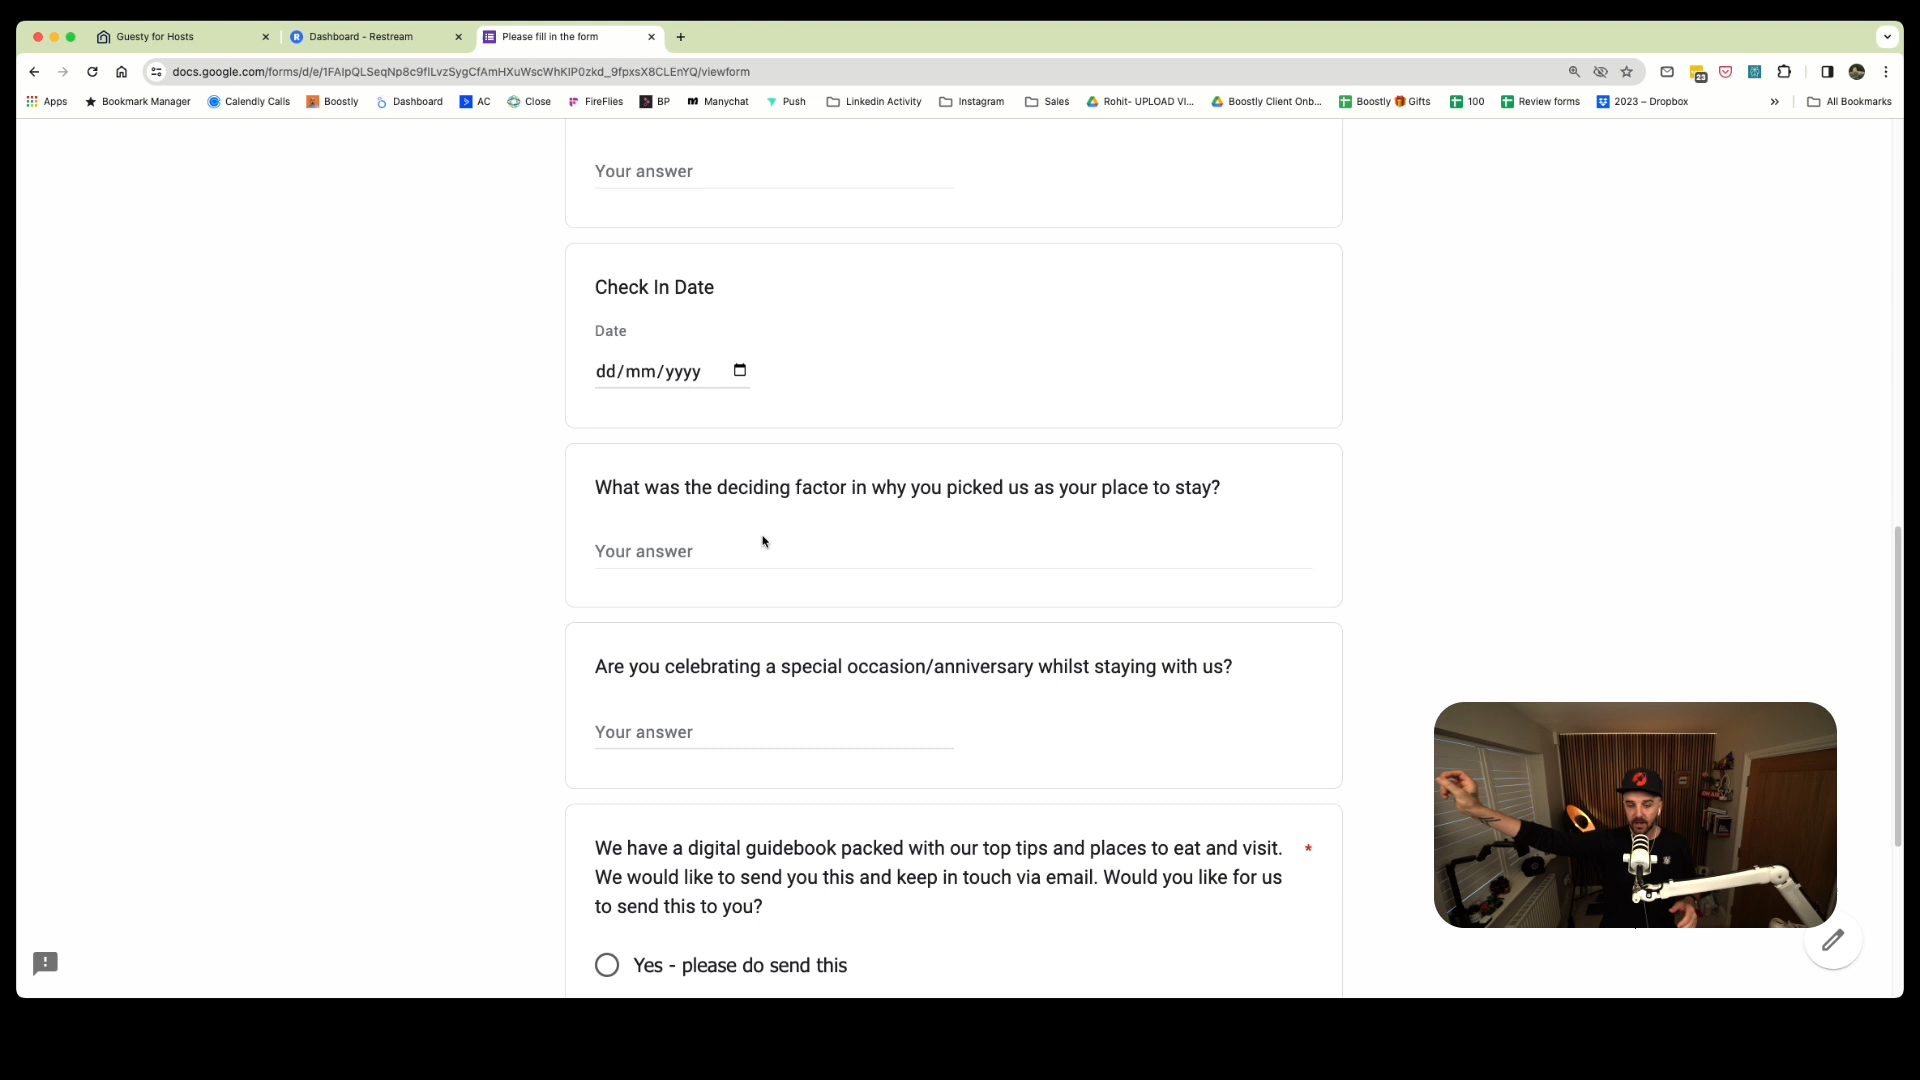 Guesty for Hosts
Dashboard - Restream
Please fill in the form
docs.google.com/forms/d/e/1FAIpQLSeqNp8c9fILvzSygCfAmHXuWscWhKIP0zkd_9fpxsX8CLEnYQ/viewform
23
Apps
Bookmark Manager
Calendly Calls
Boostly
Dashboard
AC
Close
FireFlies
BP
Manychat
Push
Linkedin Activity
Instagram
Sales
Rohit- UPLOAD VI...
Boostly Client Onb...
Boostly Gifts
100
Review forms
2023 – Dropbox
»
All Bookmarks
Your answer
Check In Date
Date
dd/mm/yyyy
What was the deciding factor in why you picked us as your place to stay?
Your answer
Are you celebrating a special occasion/anniversary whilst staying with us?
Your answer
We have a digital guidebook packed with our top tips and places to eat and visit. *
We would like to send you this and keep in touch via email. Would you like for us
to send this to you?
Yes - please do send this